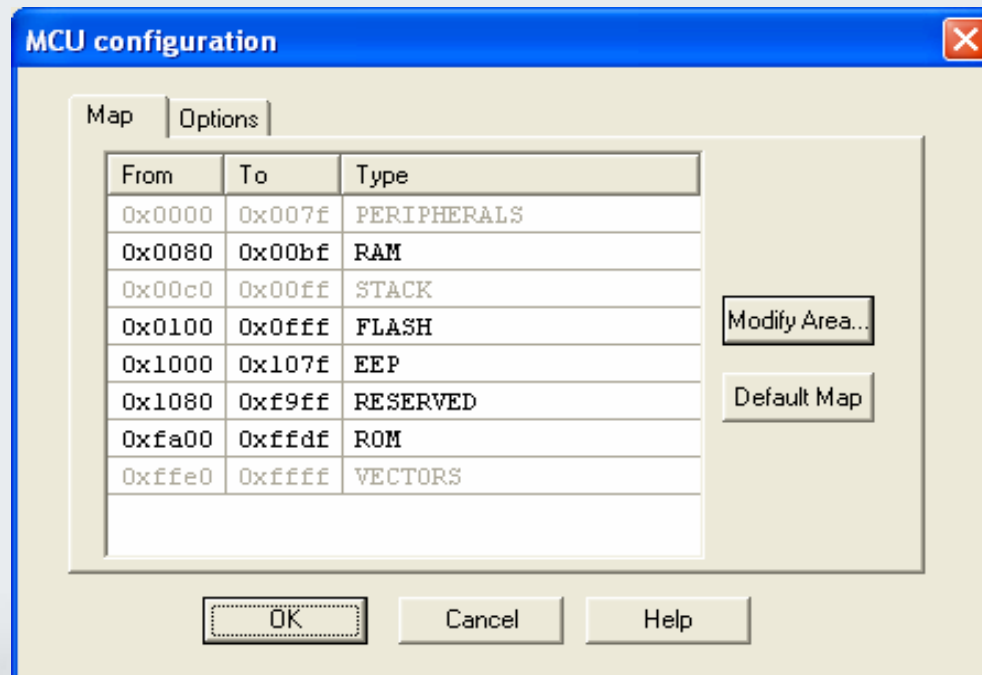 MCU configuration
Map Options
From To Type
0x0000 0x007f PERIPHERALS
0x0080 0x00bf RAM
0x00c0 0x00ff STACK
0x0100 0x0fff FLASH
0x1000 0x107f EEP
0x1080 0xf9ff RESERVED
0xfa00 0xffdf ROM
0xffe0 0xffff VECTORS
Modify Area...
Default Map
OK Cancel Help